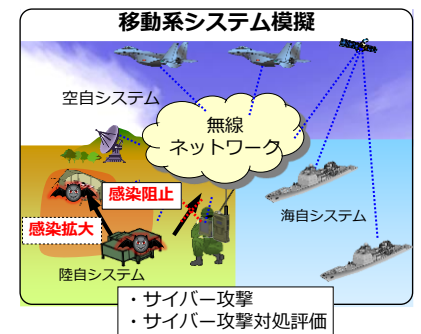 移動系システム模擬
空自システム
無線
ネットワーク
感染阻止
感染拡大
海自システム
陸自システム
・サイバー攻撃
・サイバー攻撃対処評価